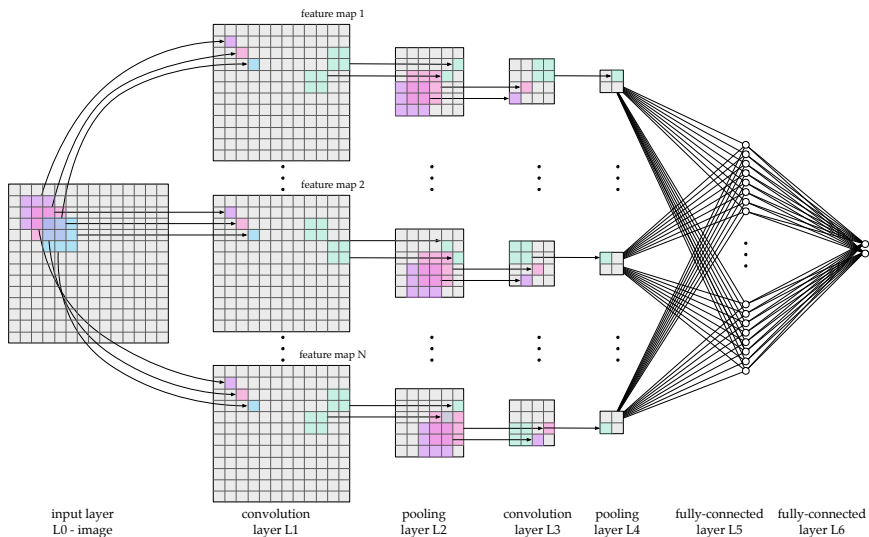 feature map 1
feature map 2
feature map N
input layer
L0 - image
convolution
layer L1
pooling
layer L2
convolution
layer L3
pooling
layer L4
fully-connected
layer L5
fully-connected
layer L6